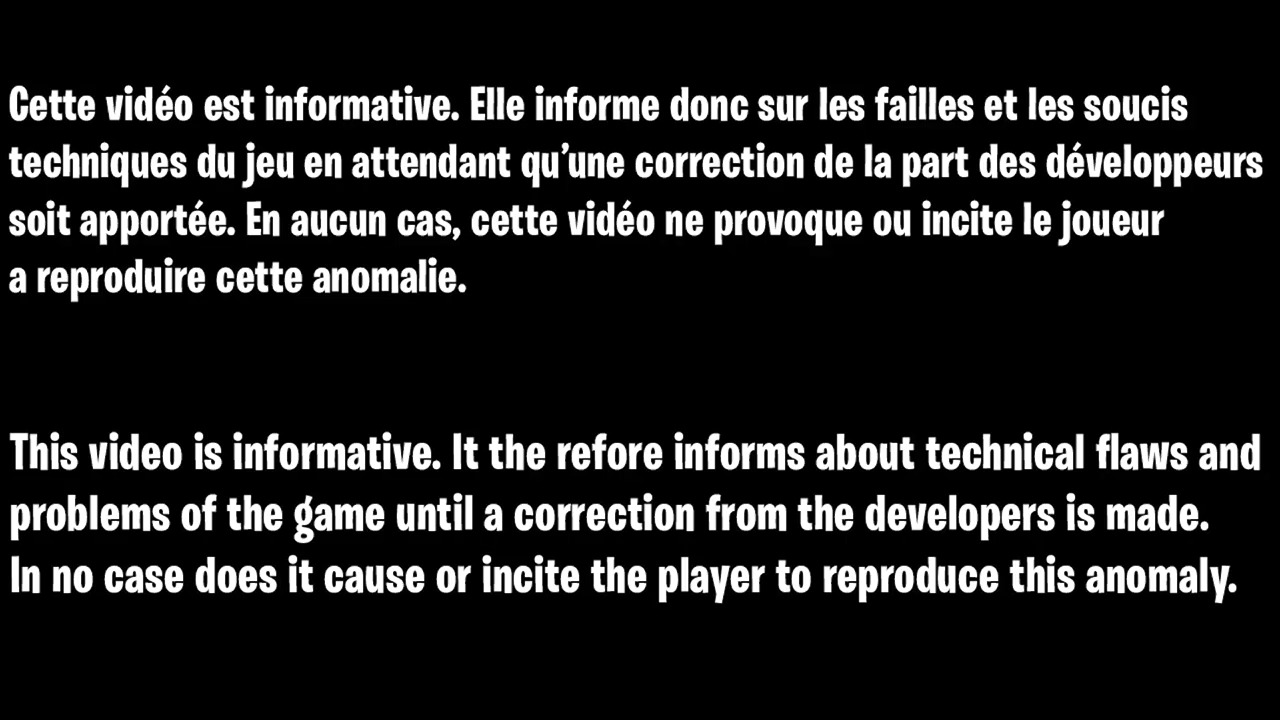 Cette vidéo est informative. Elle informe donc sur les failles et les soucis
techniques du jeu en attendant qu’une correction de la part des développeurs
soit apportée. En aucun cas, cette vidéo ne provoque ou incite le joueur
a reproduire cette anomalie.
This video is informative. It the refore informs about technical flaws and
problems of the game until a correction from the developers is made.
In no case does it cause or incite the player to reproduce this anomaly.